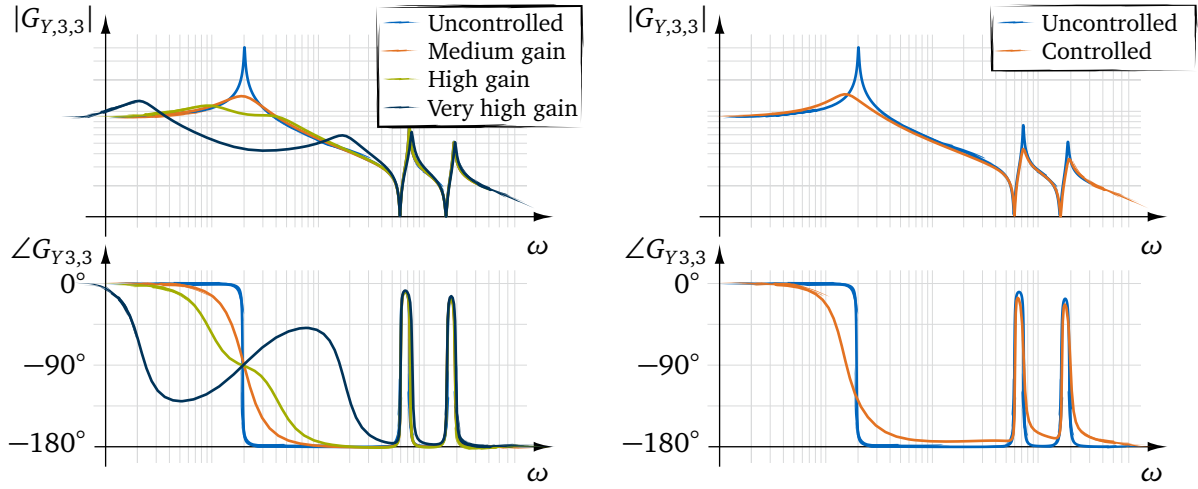 |G_{Y,3,3}|
Uncontrolled
Medium gain
High gain
Very high gain
ω
∠G_{Y3,3}
0°
−90°
−180°
ω
|G_{Y,3,3}|
Uncontrolled
Controlled
ω
∠G_{Y3,3}
0°
−90°
−180°
ω